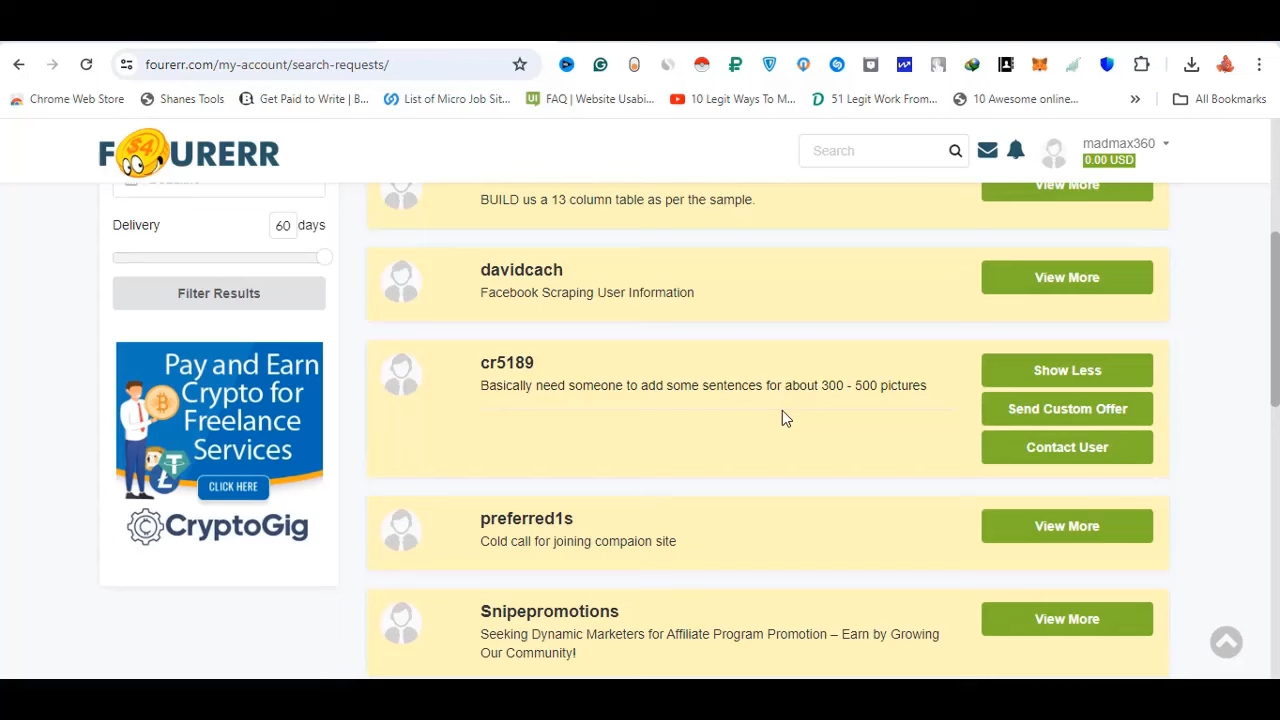 fourerr.com/my-account/search-requests/
Chrome Web Store
Shanes Tools
Get Paid to Write | B...
List of Micro Job Sit...
FAQ | Website Usabi...
10 Legit Ways To M...
51 Legit Work From...
10 Awesome online...
»
All Bookmarks
F $4 URERR
Search
madmax360
0.00 USD
Delivery
60 days
Filter Results
Pay and Earn
Crypto for
Freelance
Services
CLICK HERE
CryptoGig
BUILD us a 13 column table as per the sample.
View More
davidcach
Facebook Scraping User Information
View More
cr5189
Basically need someone to add some sentences for about 300 - 500 pictures
Show Less
Send Custom Offer
Contact User
preferred1s
Cold call for joining compaion site
View More
Snipepromotions
Seeking Dynamic Marketers for Affiliate Program Promotion – Earn by Growing
Our Community!
View More